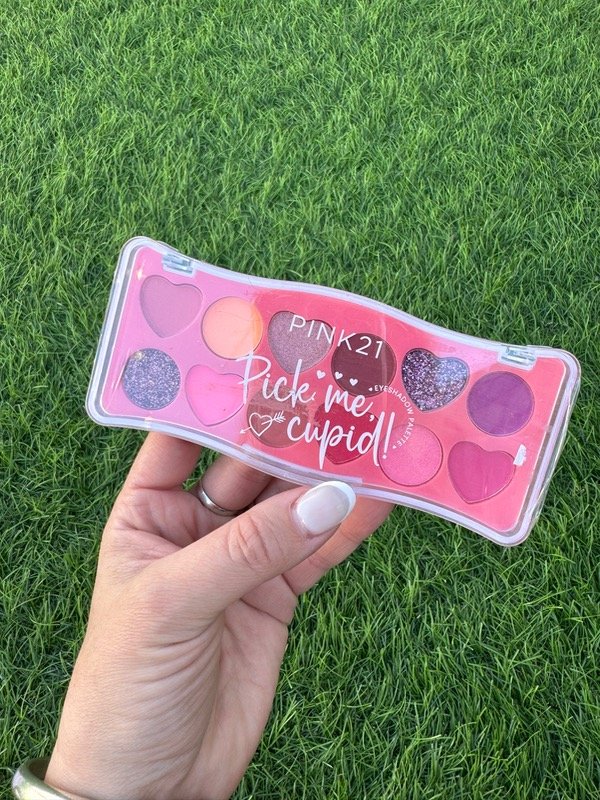 PINK21
Pick me,
cupid!
EYESHADOW PALETTE